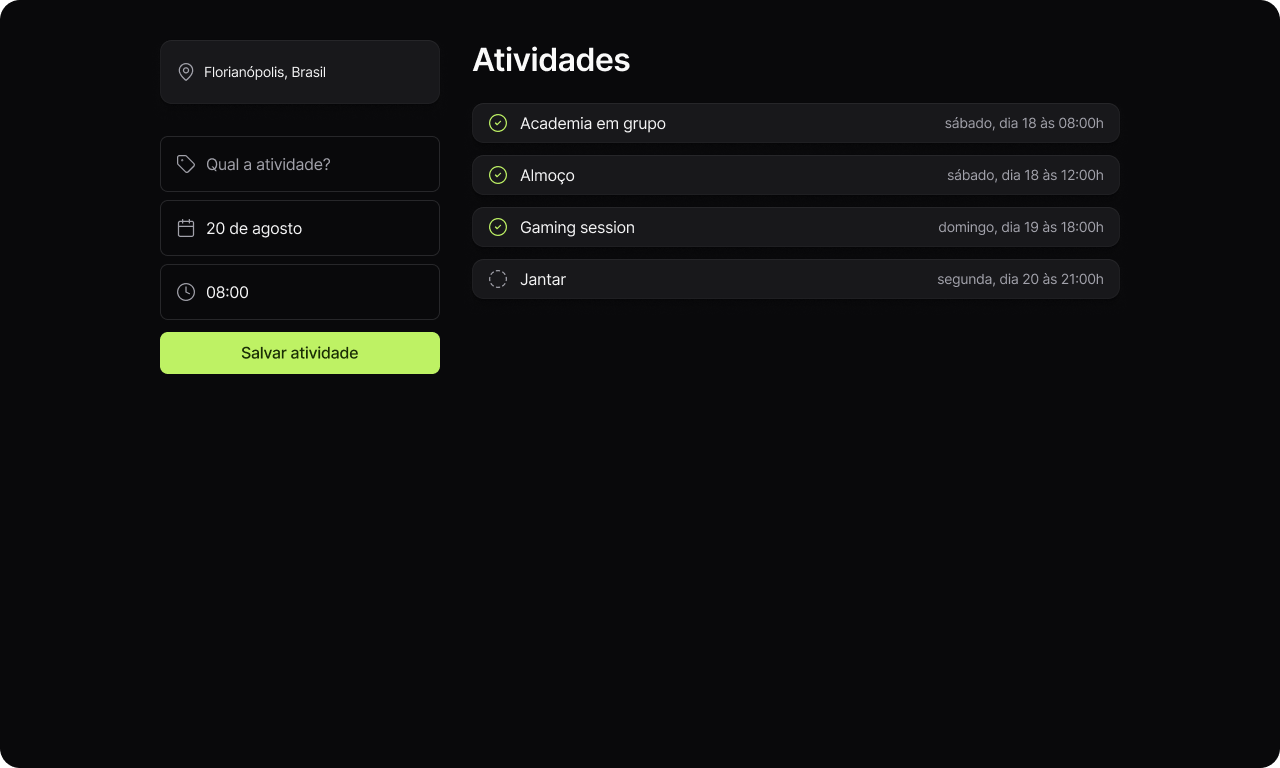 Florianópolis, Brasil
Qual a atividade?
20 de agosto
08:00
Salvar atividade
Atividades
Academia em grupo sábado, dia 18 às 08:00h
Almoço sábado, dia 18 às 12:00h
Gaming session domingo, dia 19 às 18:00h
Jantar segunda, dia 20 às 21:00h